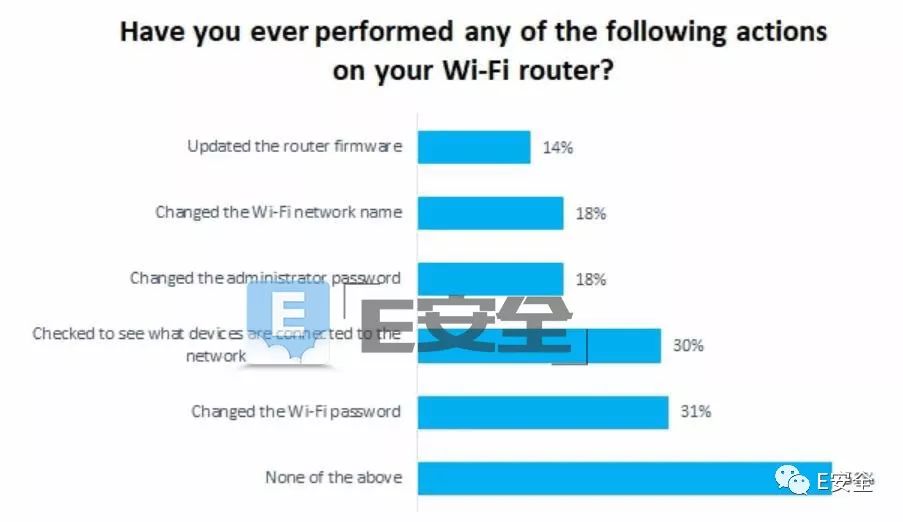 Have you ever performed any of the following actions
on your Wi-Fi router?
Updated the router firmware
14%
Changed the Wi-Fi network name
18%
Changed the administrator password
18%
E
E安全
Checked to see what devices are connected to the
network
30%
Changed the Wi-Fi password
31%
None of the above
E安全